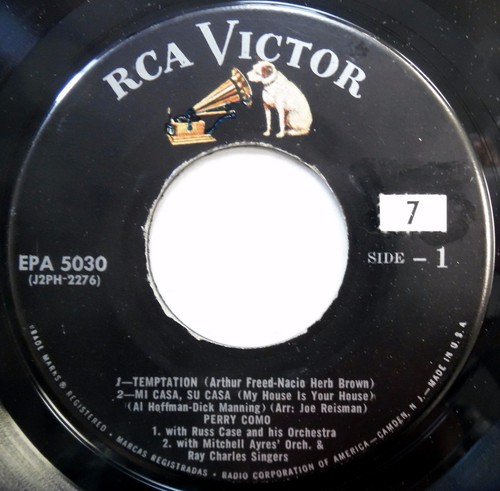 RCA VICTOR
7
EPA 5030
(J2PH-2276)
SIDE - 1
1—TEMPTATION (Arthur Freed-Nacio Herb Brown)
2—MI CASA, SU CASA (My House Is Your House)
(Al Hoffman-Dick Manning) (Arr: Joe Reisman)
PERRY COMO
1. with Russ Case and his Orchestra
2. with Mitchell Ayres' Orch. &
Ray Charles Singers
TRADE MARKS ® REGISTERED • MARCAS REGISTRADAS • RADIO CORPORATION OF AMERICA—CAMDEN, N.J.—MADE IN U.S.A.